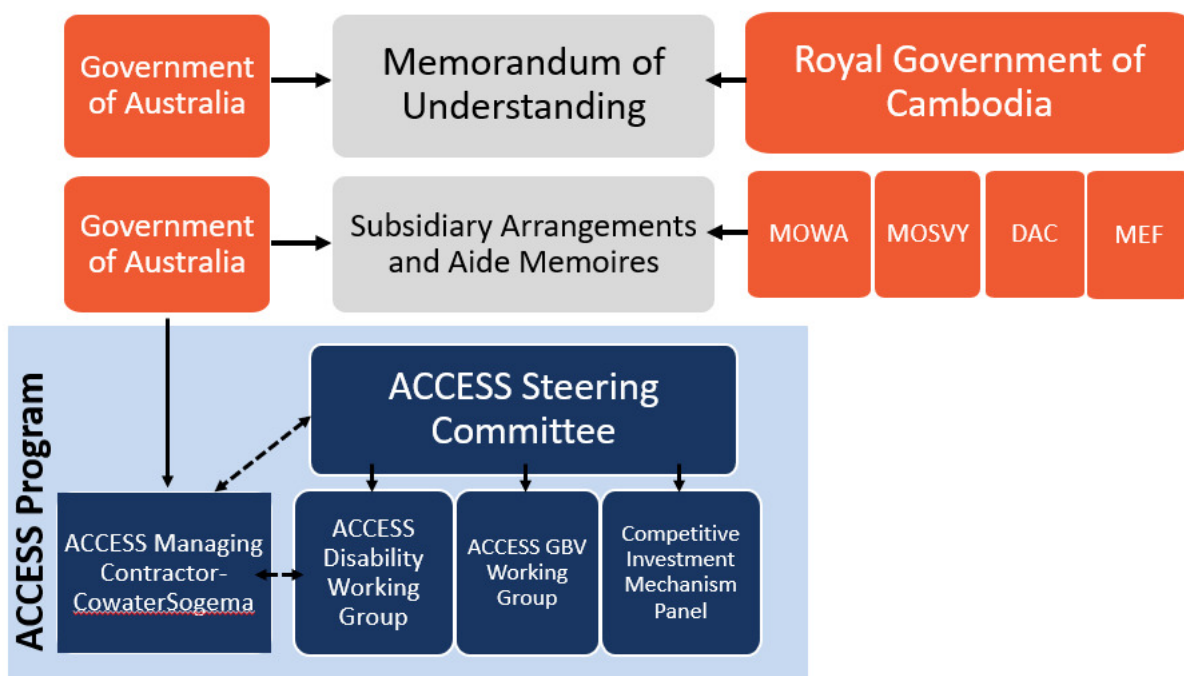 Government
of Australia
Memorandum of
Understanding
Royal Government of
Cambodia
Government
of Australia
Subsidiary Arrangements
and Aide Memoires
MOWA
MOSVY
DAC
MEF
ACCESS Program
ACCESS Steering
Committee
ACCESS Managing
Contractor-
CowaterSogema
ACCESS
Disability
Working
Group
ACCESS GBV
Working
Group
Competitive
Investment
Mechanism
Panel